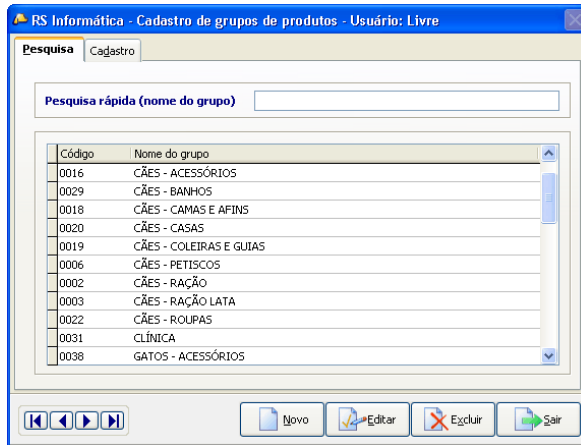 RS Informática - Cadastro de grupos de produtos - Usuário: Livre
Pesquisa Cadastro
Pesquisa rápida (nome do grupo)
Código Nome do grupo
0016 CÃES - ACESSÓRIOS
0029 CÃES - BANHOS
0018 CÃES - CAMAS E AFINS
0020 CÃES - CASAS
0019 CÃES - COLEIRAS E GUIAS
0006 CÃES - PETISCOS
0002 CÃES - RAÇÃO
0003 CÃES - RAÇÃO LATA
0022 CÃES - ROUPAS
0031 CLÍNICA
0038 GATOS - ACESSÓRIOS
Novo Editar Excluir Sair